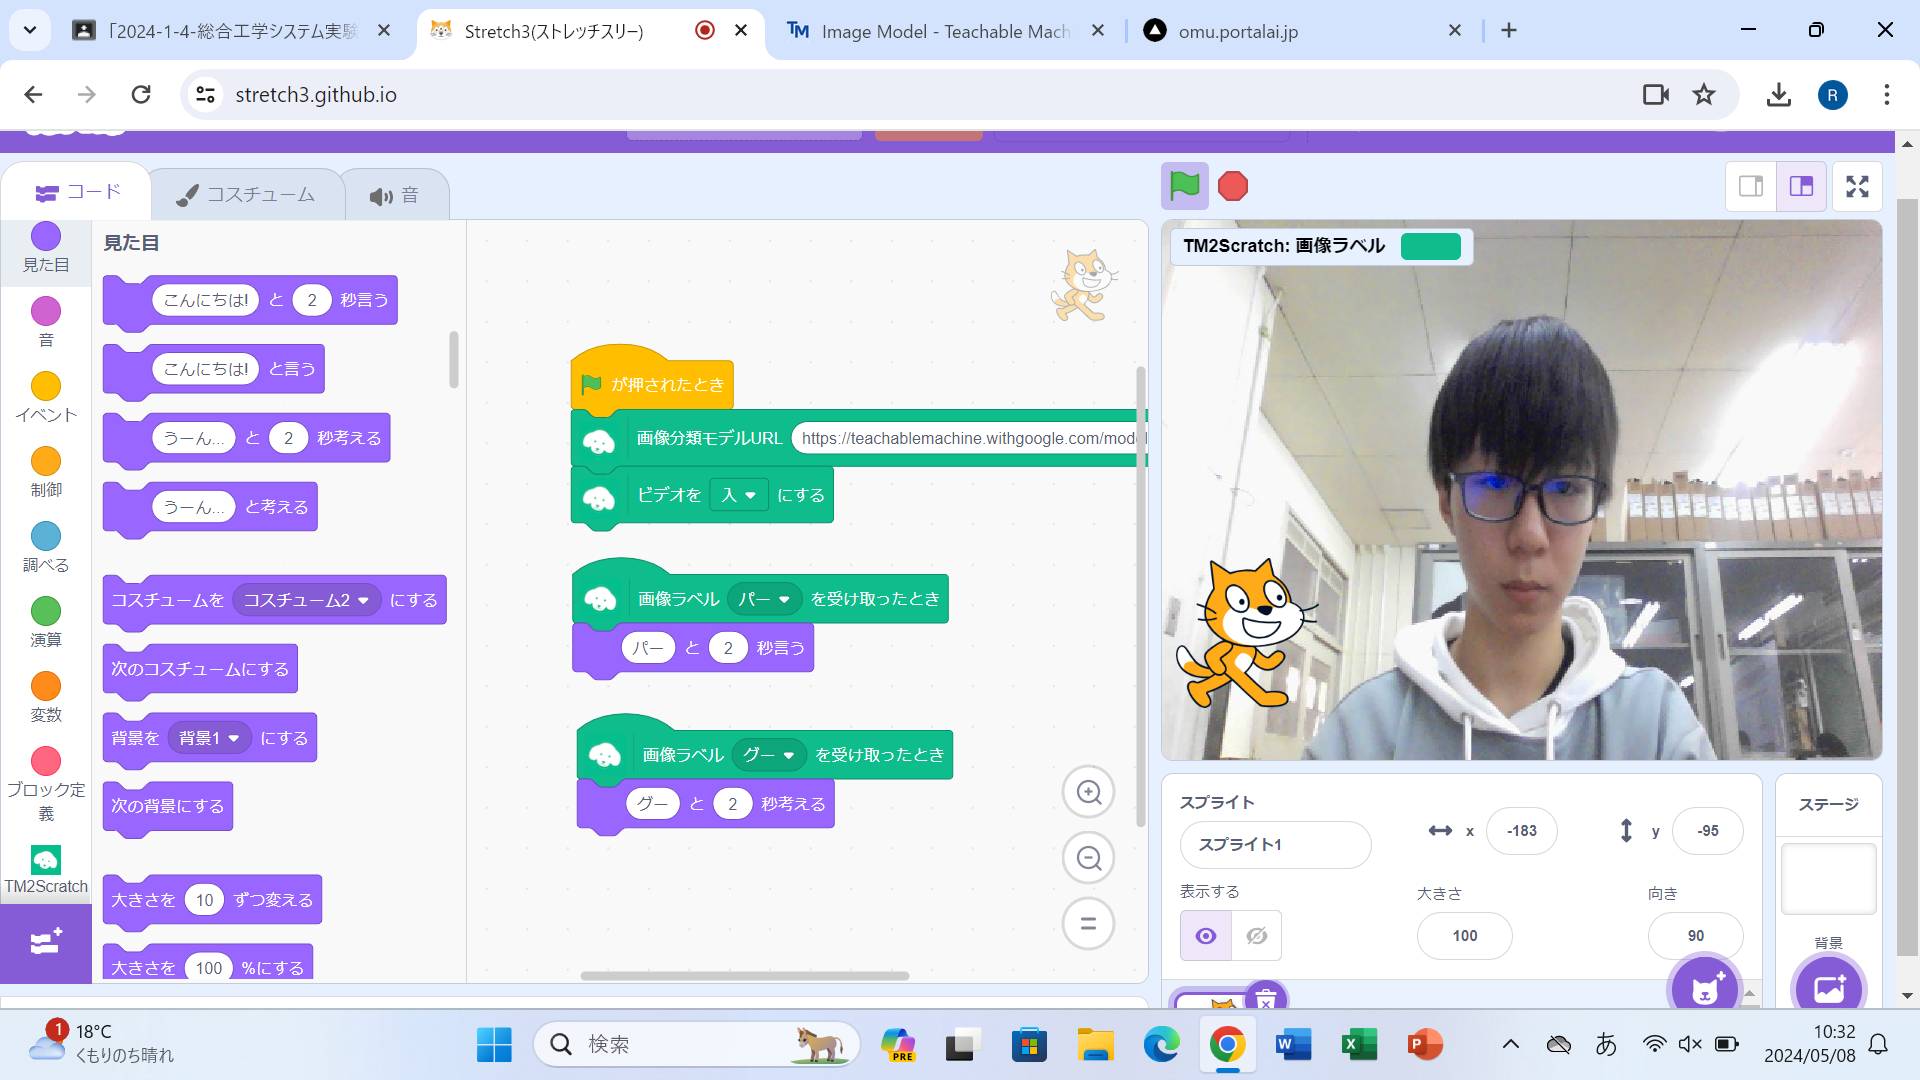 「2024-1-4-総合工学システム実験
Stretch3(ストレッチスリー)
Image Model - Teachable Mach
omu.portalai.jp
stretch3.github.io
R
コード
コスチューム
音
見た目
音
イベント
制御
調べる
演算
変数
ブロック定
義
TM2Scratch
見た目
こんにちは! と 2 秒言う
こんにちは! と言う
うーん... と 2 秒考える
うーん... と考える
コスチュームを コスチューム2 にする
次のコスチュームにする
背景を 背景1 にする
次の背景にする
大きさを 10 ずつ変える
大きさを 100 %にする
が押されたとき
画像分類モデルURL https://teachablemachine.withgoogle.com/mode
ビデオを 入 にする
画像ラベル パー を受け取ったとき
パー と 2 秒言う
画像ラベル グー を受け取ったとき
グー と 2 秒考える
TM2Scratch: 画像ラベル
スプライト
スプライト1
x -183
y -95
表示する
大きさ
100
向き
90
ステージ
背景
1
18°C
くもりのち晴れ
検索
PRE
W
X
P
あ
10:32
2024/05/08